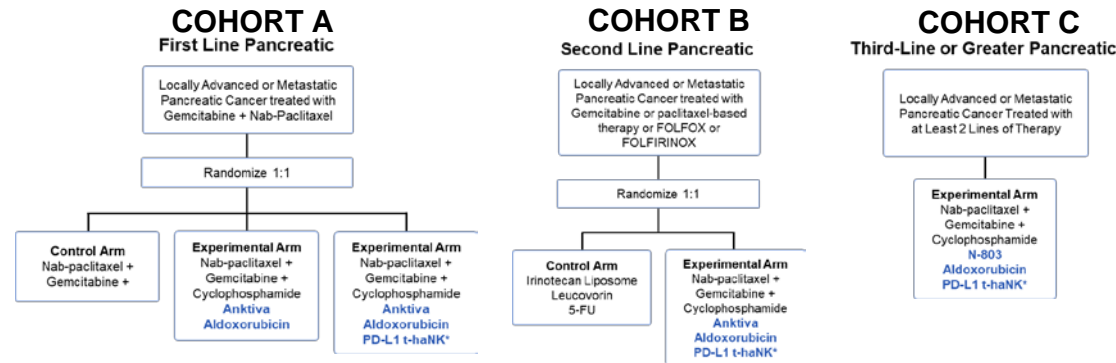 COHORT A
First Line Pancreatic
Locally Advanced or Metastatic
Pancreatic Cancer treated with
Gemcitabine + Nab-Paclitaxel
Randomize 1:1
Control Arm
Nab-paclitaxel +
Gemcitabine +
Experimental Arm
Nab-paclitaxel +
Gemcitabine +
Cyclophosphamide
Anktiva
Aldoxorubicin
Experimental Arm
Nab-paclitaxel +
Gemcitabine +
Cyclophosphamide
Anktiva
Aldoxorubicin
PD-L1 t-haNK*
COHORT B
Second Line Pancreatic
Locally Advanced or Metastatic
Pancreatic Cancer treated with
Gemcitabine or paclitaxel-based
therapy or FOLFOX or
FOLFIRINOX
Randomize 1:1
Control Arm
Irinotecan Liposome
Leucovorin
5-FU
Experimental Arm
Nab-paclitaxel +
Gemcitabine +
Cyclophosphamide
Anktiva
Aldoxorubicin
PD-L1 t-haNK*
COHORT C
Third-Line or Greater Pancreatic
Locally Advanced or Metastatic
Pancreatic Cancer Treated with
at Least 2 Lines of Therapy
Experimental Arm
Nab-paclitaxel +
Gemcitabine +
Cyclophosphamide
N-803
Aldoxorubicin
PD-L1 t-haNK*